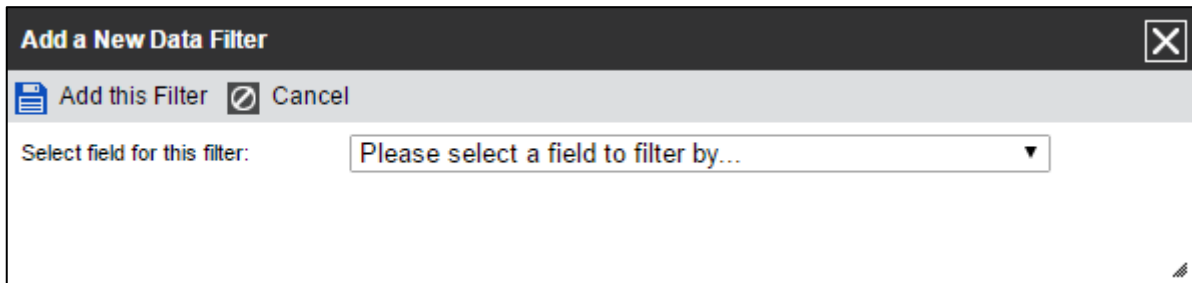 Add a New Data Filter
Add this Filter Cancel
Select field for this filter: Please select a field to filter by...